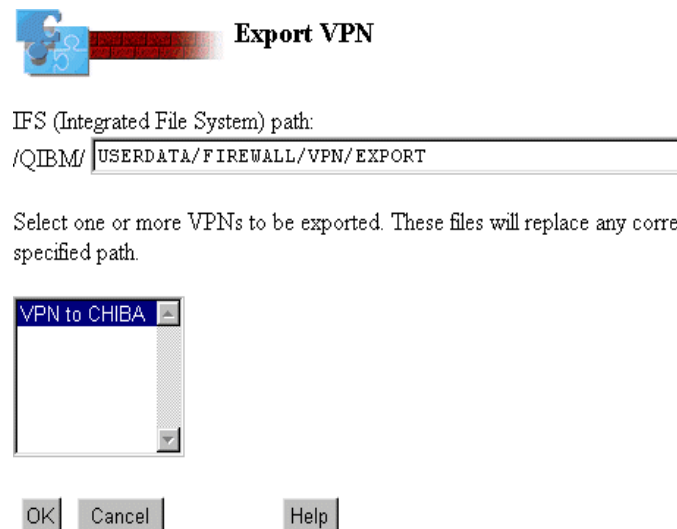 Export VPN
IFS (Integrated File System) path:
/QIBM/ USERDATA/FIREWALL/VPN/EXPORT
Select one or more VPNs to be exported. These files will replace any corre
specified path.
VPN to CHIBA
OK Cancel Help